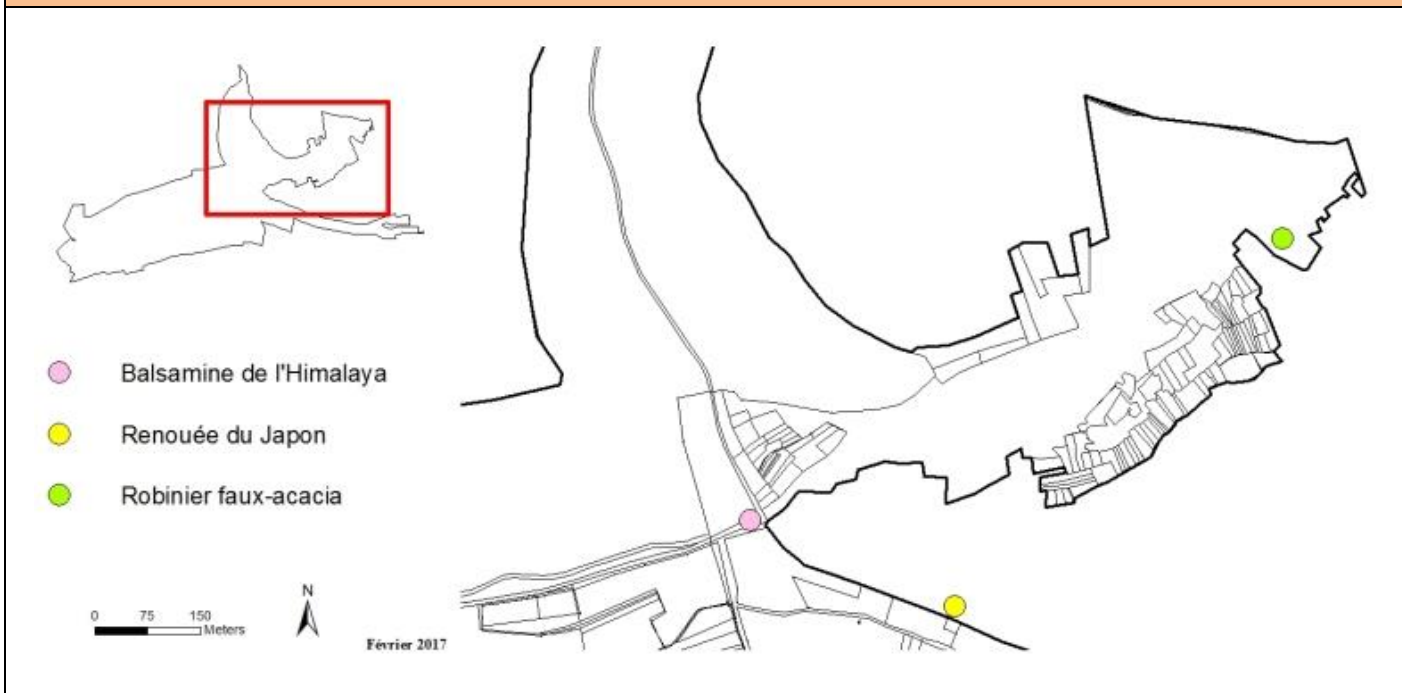 Balsamine de l'Himalaya
Renouée du Japon
Robinier faux-acacia
N
0 75 150
Meters
Février 2017